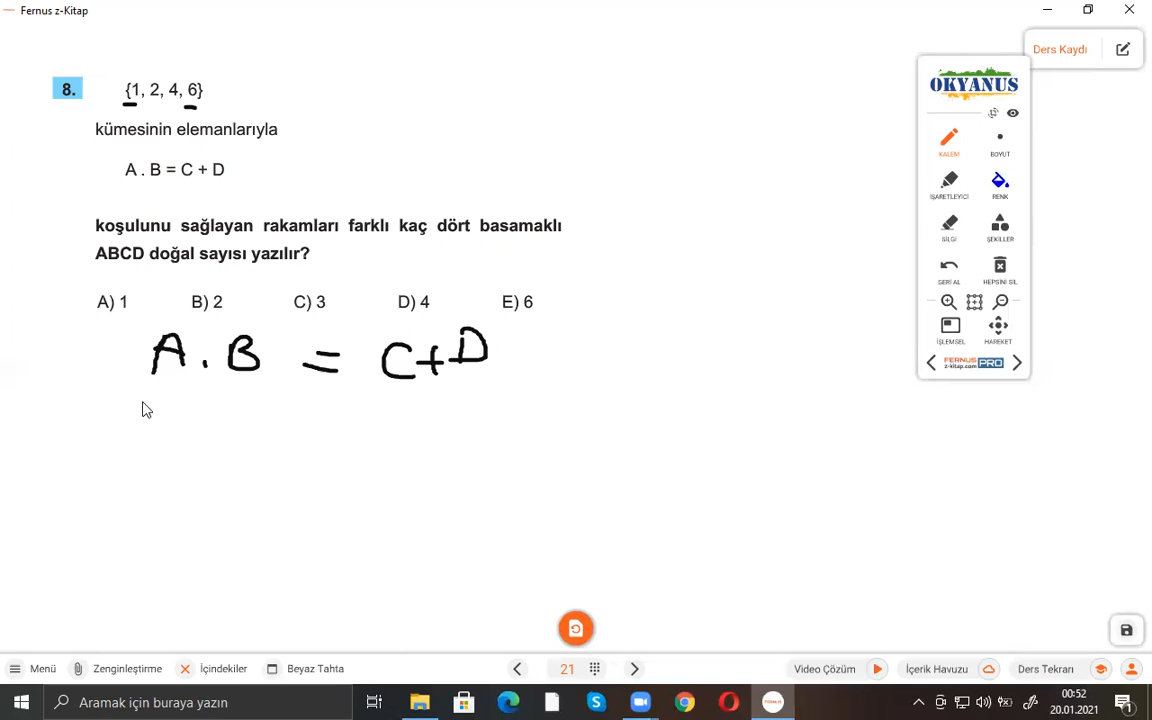 Fernus z-Kitap
Ders Kaydı
8.
{1, 2, 4, 6}
kümesinin elemanlarıyla
A . B = C + D
koşulunu sağlayan rakamları farklı kaç dört basamaklı
ABCD doğal sayısı yazılır?
A) 1 B) 2 C) 3 D) 4 E) 6
A . B = C + D
OKYANUS
KALEM BOYUT
İŞARETLEYİCİ RENK
SİLGİ ŞEKİLLER
GERİ AL HEPSİNİ SİL
İŞLEMSEL HAREKET
FERNUS
z-kitap.com PRO
Menü Zenginleştirme İçindekiler Beyaz Tahta 21 Video Çözüm İçerik Havuzu Ders Tekrarı
Aramak için buraya yazın
00:52
20.01.2021
1